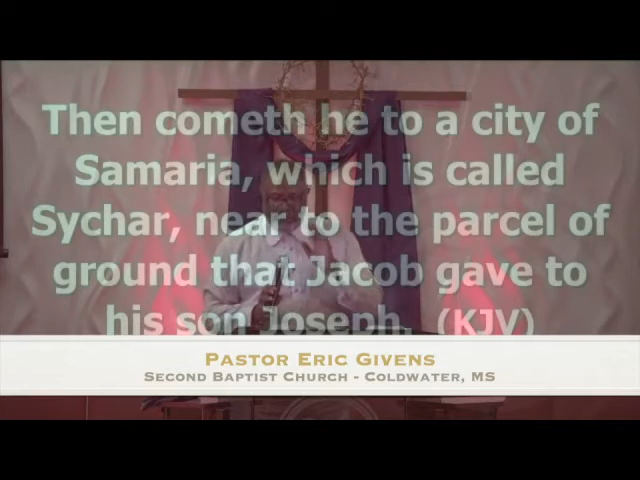 Then cometh he to a city of
Samaria, which is called
Sychar, near to the parcel of
ground that Jacob gave to
his son Joseph. (KJV)
Pastor Eric Givens
Second Baptist Church - Coldwater, MS